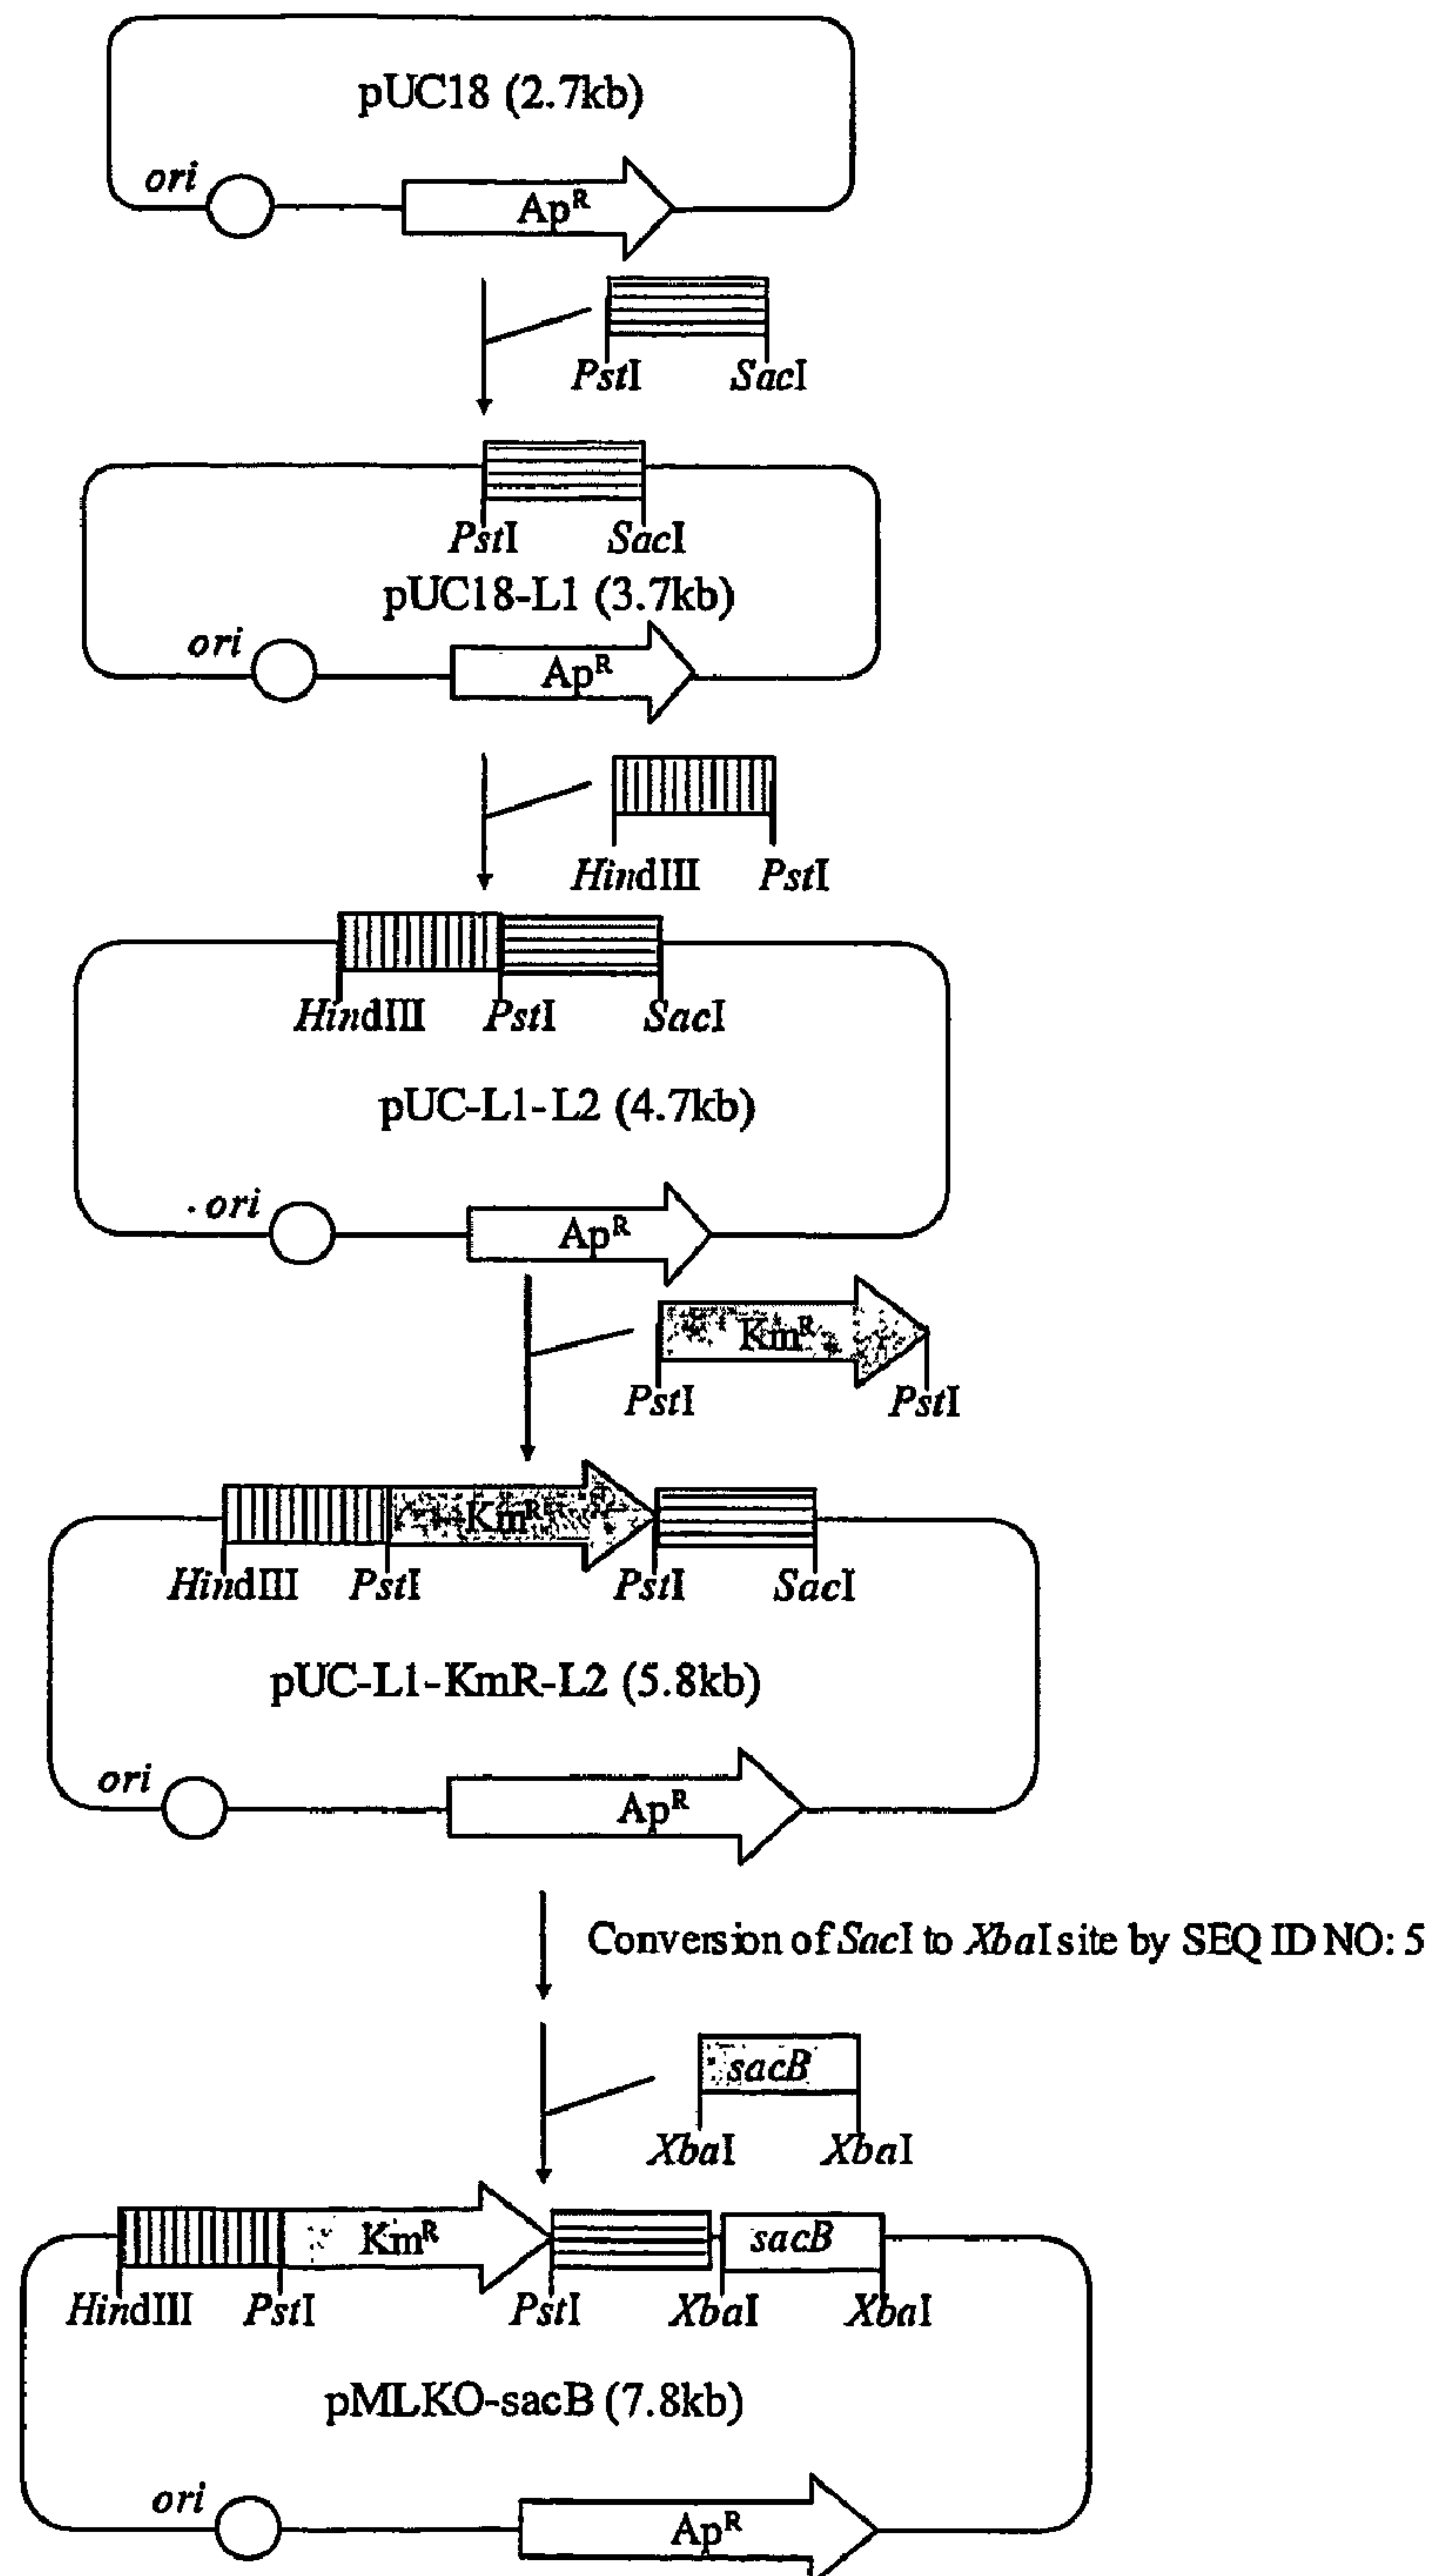 pUC18 (2.7kb)
ori
Ap^R
PstI SacI
PstI SacI
pUC18-L1 (3.7kb)
ori
Ap^R
HindIII PstI
HindIII PstI SacI
pUC-L1-L2 (4.7kb)
ori
Ap^R
Km^R
PstI PstI
Km^R
HindIII PstI PstI SacI
pUC-L1-KmR-L2 (5.8kb)
ori
Ap^R
Conversion of SacI to XbaI site by SEQ ID NO: 5
sacB
XbaI XbaI
Km^R sacB
HindIII PstI PstI XbaI XbaI
pMLKO-sacB (7.8kb)
ori
Ap^R